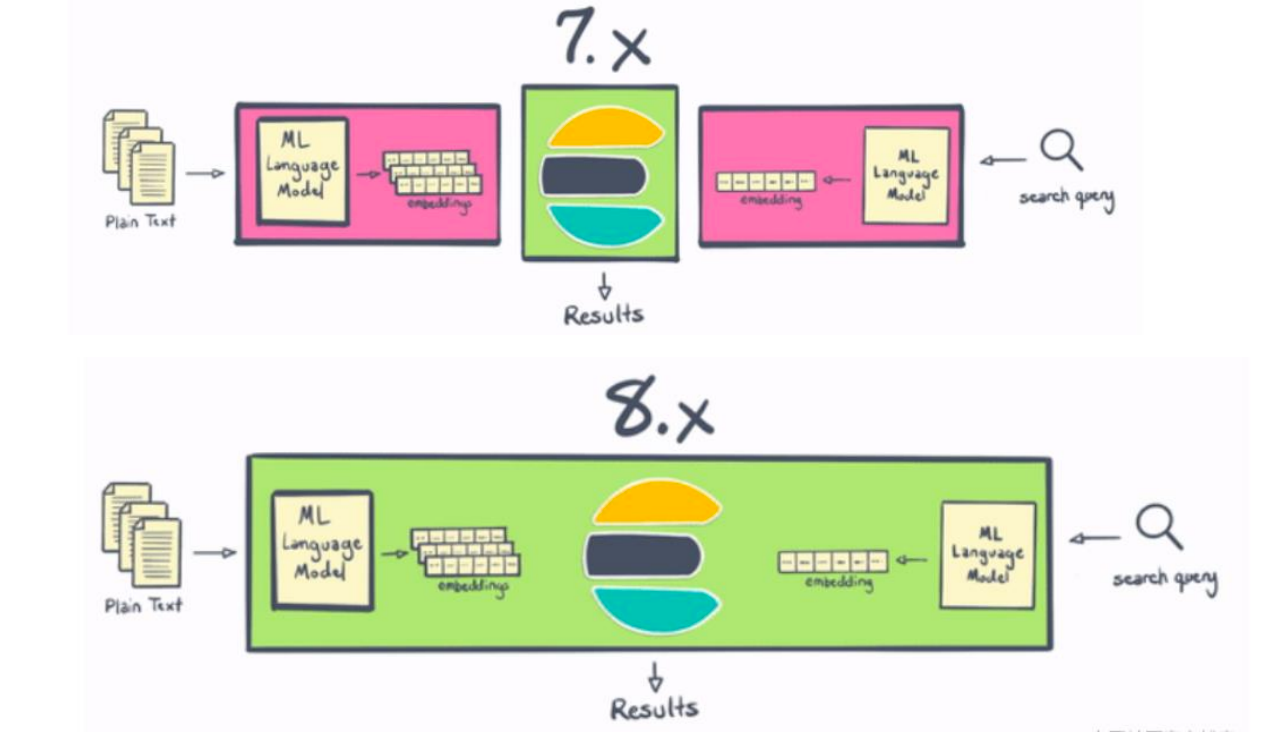 7.x
Plain Text
ML
Language
Model
embeddings
embedding
ML
Language
Model
search query
Results
8.x
Plain Text
ML
Language
Model
embeddings
embedding
ML
Language
Model
search query
Results